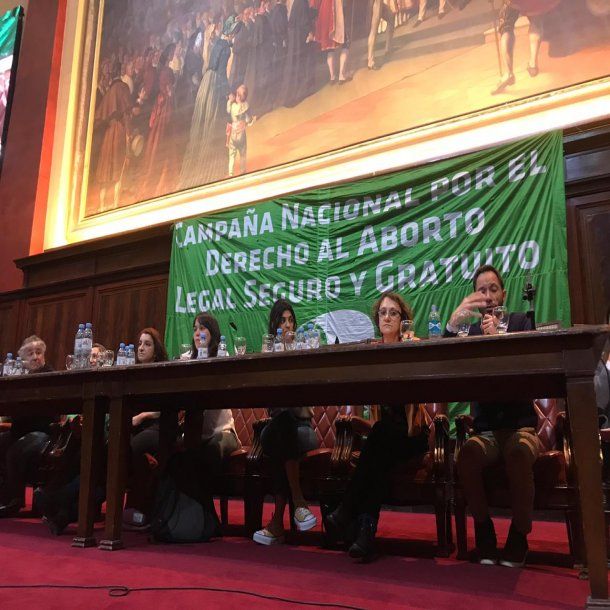 Campaña Nacional por el
Derecho al Aborto
Legal Seguro y Gratuito